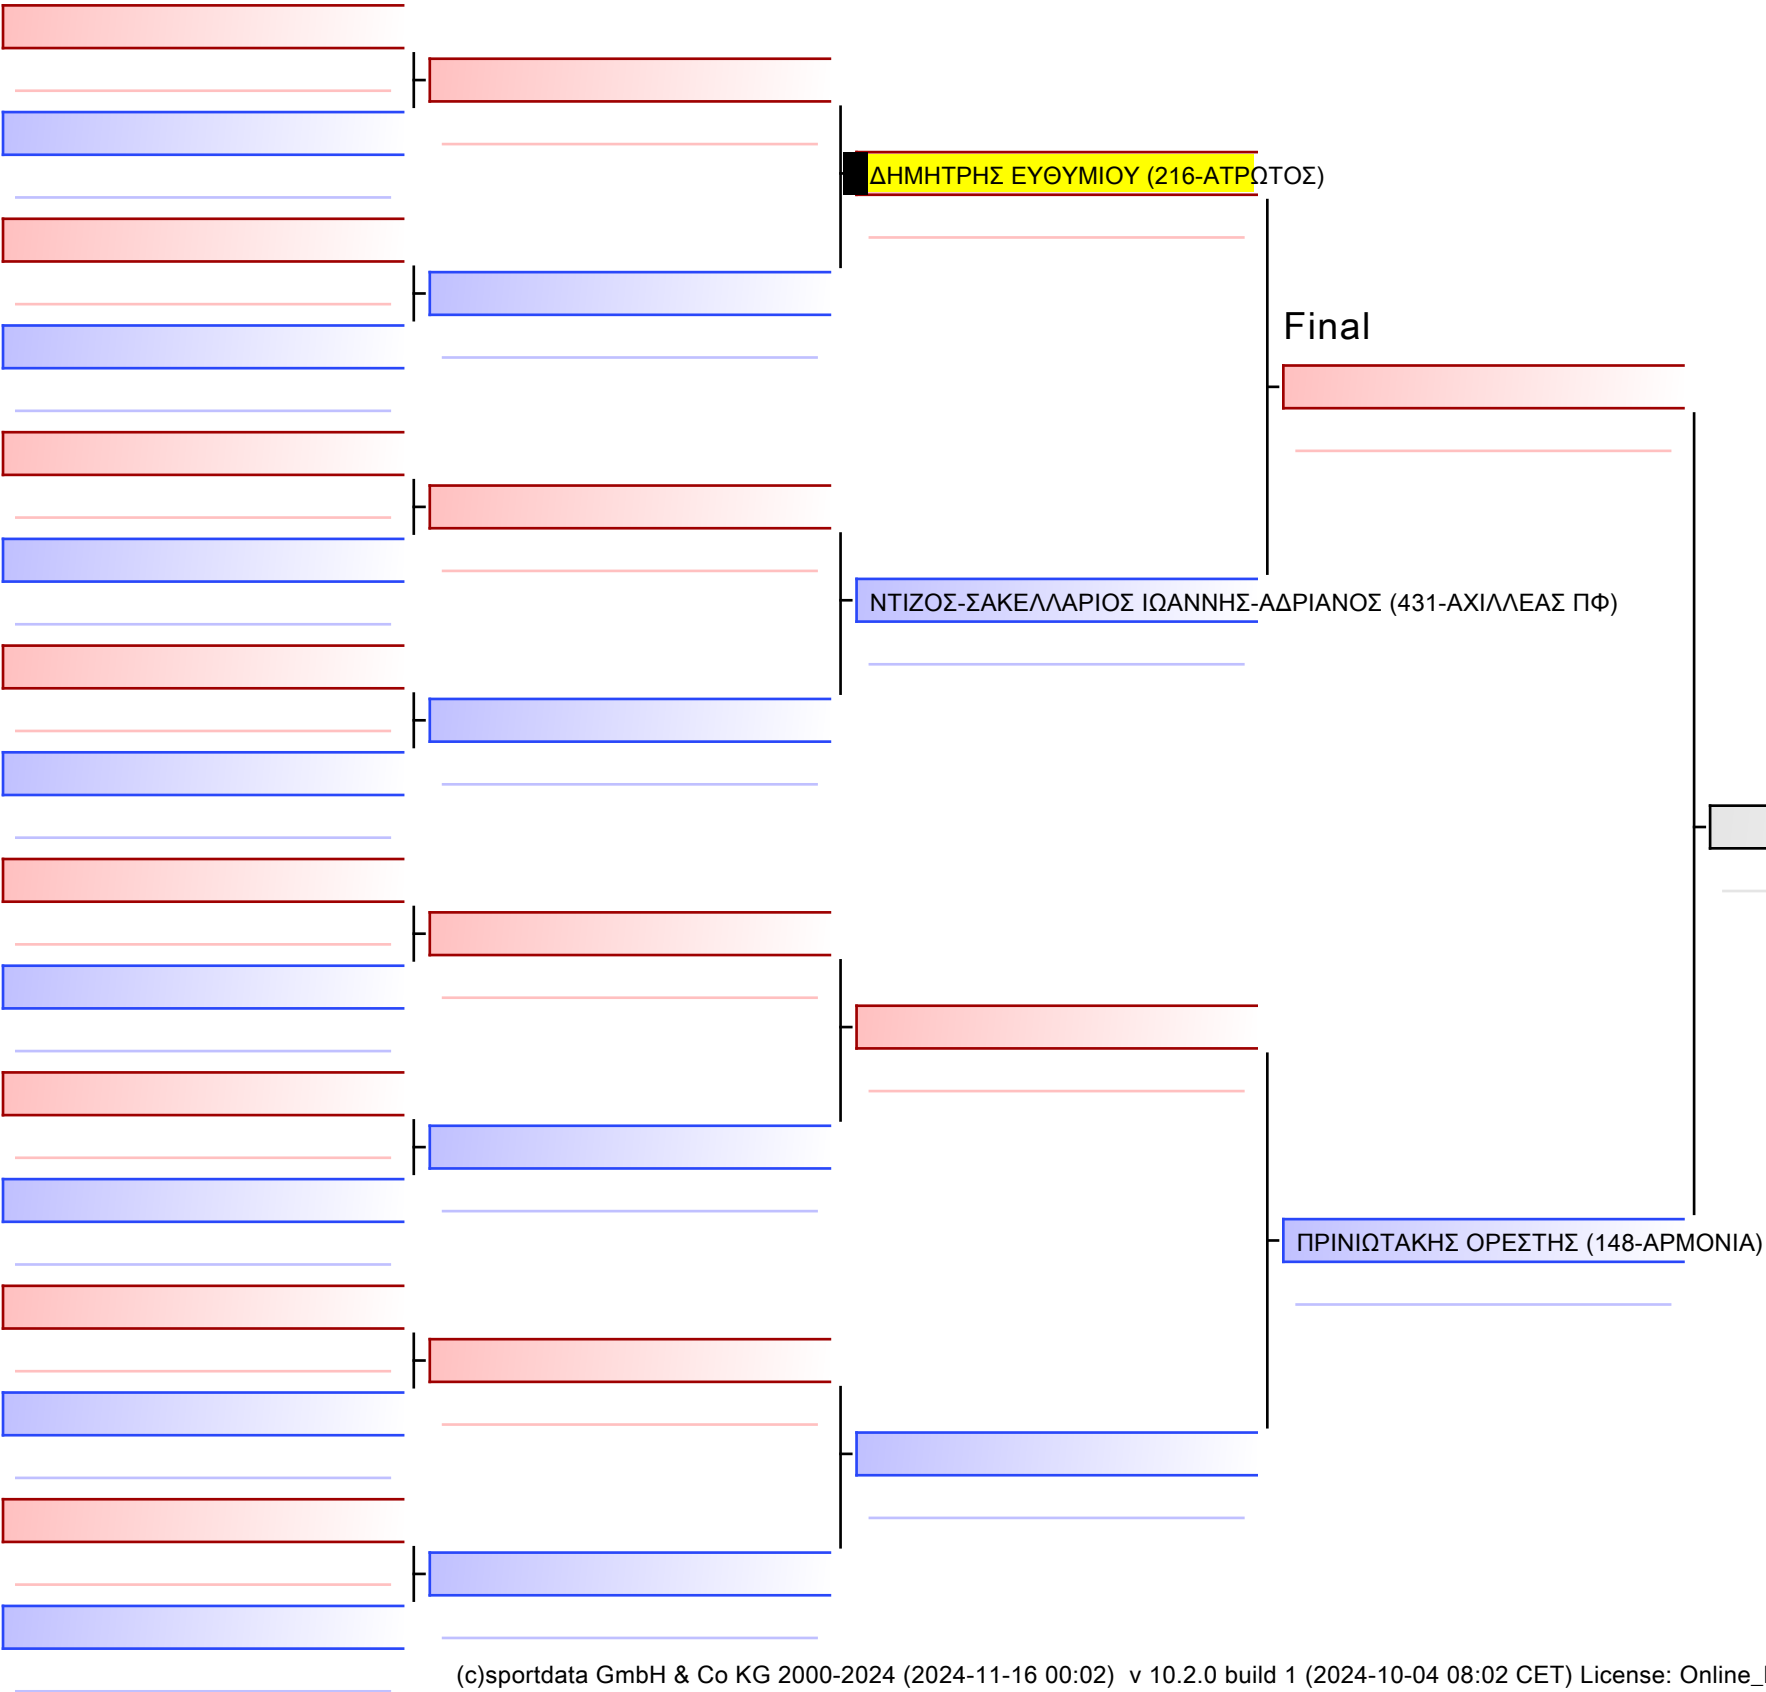 ΔΗΜΗΤΡΗΣ ΕΥΘΥΜΙΟΥ (216-ΑΤΡΩΤΟΣ)
Final
ΝΤΙΖΟΣ-ΣΑΚΕΛΛΑΡΙΟΣ ΙΩΑΝΝΗΣ-ΑΔΡΙΑΝΟΣ (431-ΑΧΙΛΛΕΑΣ ΠΦ)
ΠΡΙΝΙΩΤΑΚΗΣ ΟΡΕΣΤΗΣ (148-ΑΡΜΟΝΙΑ)
(c)sportdata GmbH & Co KG 2000-2024 (2024-11-16 00:02) v 10.2.0 build 1 (2024-10-04 08:02 CET) License: Online_